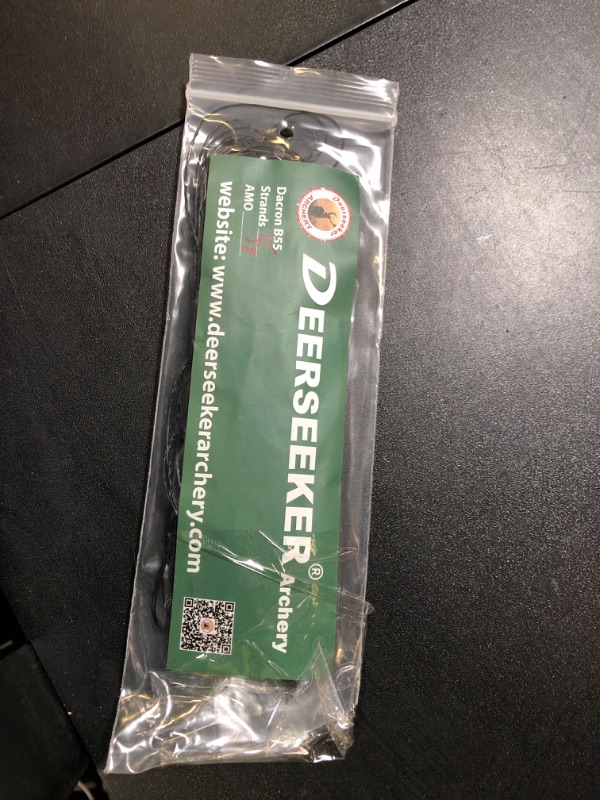 Deerseeker
ARCHERY
DEERSEEKER®
Archery
Dacron B55
Strands
AMO
website: www.deerseekerarchery.com